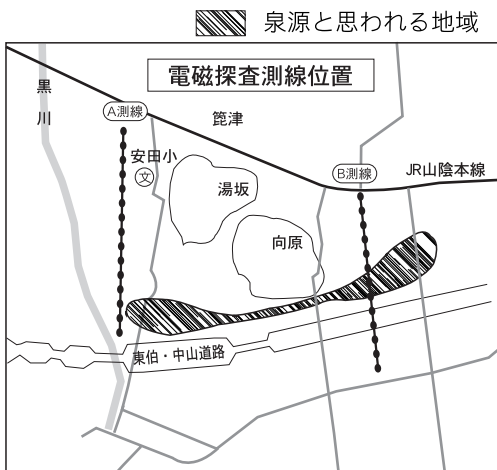 泉源と思われる地域
電磁探査測線位置
黒川
A測線
箆津
安田小
文
湯坂
B測線
JR山陰本線
向原
東伯・中山道路